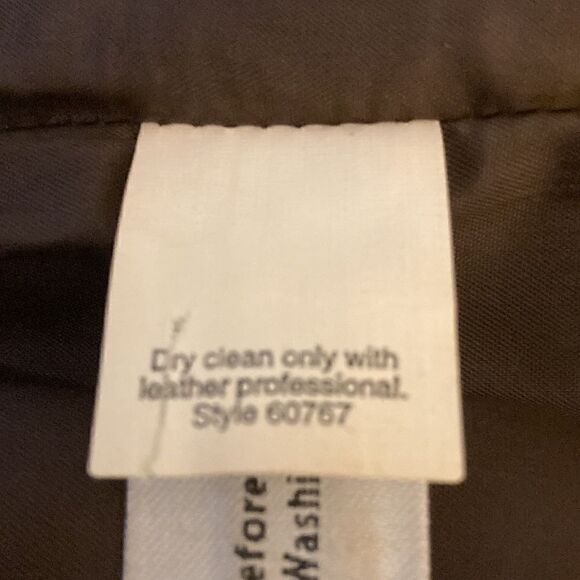 Dry clean only with
leather professional.
Style 60767
efore
Washi